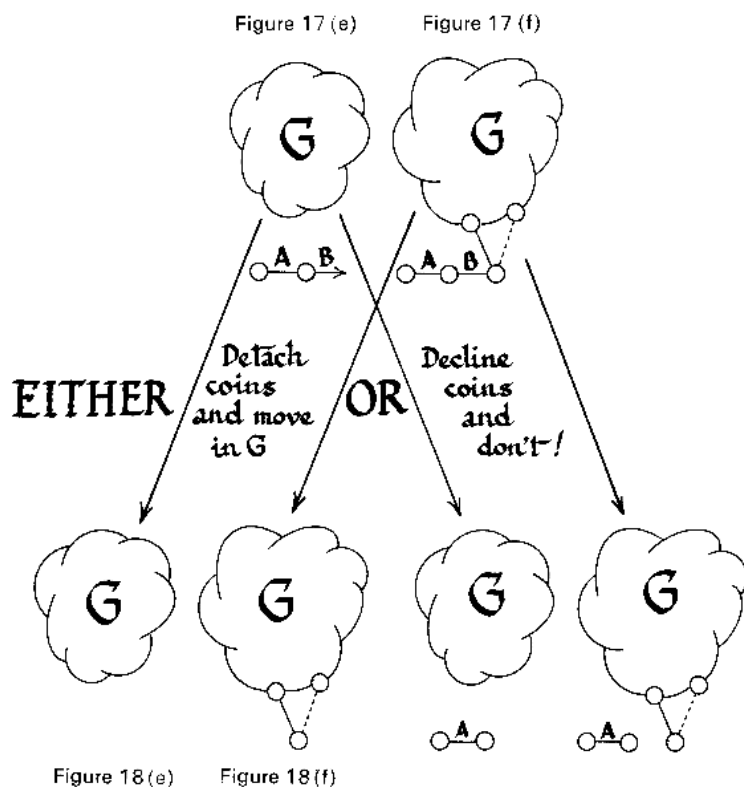 Figure 17 (e) Figure 17 (f)
G G
A B A B
Detach
coins
and move
in G
EITHER
OR
Decline
coins
and
don't-!
G G G G
A A
Figure 18 (e) Figure 18 (f)